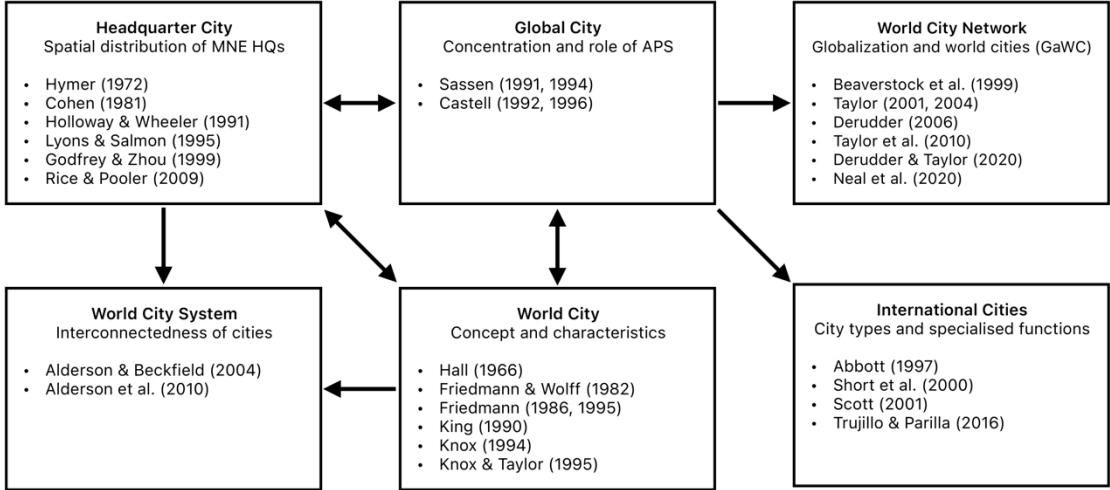 Headquarter City
Spatial distribution of MNE HQs
• Hymer (1972)
• Cohen (1981)
• Holloway & Wheeler (1991)
• Lyons & Salmon (1995)
• Godfrey & Zhou (1999)
• Rice & Pooler (2009)
Global City
Concentration and role of APS
• Sassen (1991, 1994)
• Castell (1992, 1996)
World City Network
Globalization and world cities (GaWC)
• Beaverstock et al. (1999)
• Taylor (2001, 2004)
• Derudder (2006)
• Taylor et al. (2010)
• Derudder & Taylor (2020)
• Neal et al. (2020)
World City System
Interconnectedness of cities
• Alderson & Beckfield (2004)
• Alderson et al. (2010)
World City
Concept and characteristics
• Hall (1966)
• Friedmann & Wolff (1982)
• Friedmann (1986, 1995)
• King (1990)
• Knox (1994)
• Knox & Taylor (1995)
International Cities
City types and specialised functions
• Abbott (1997)
• Short et al. (2000)
• Scott (2001)
• Trujillo & Parilla (2016)